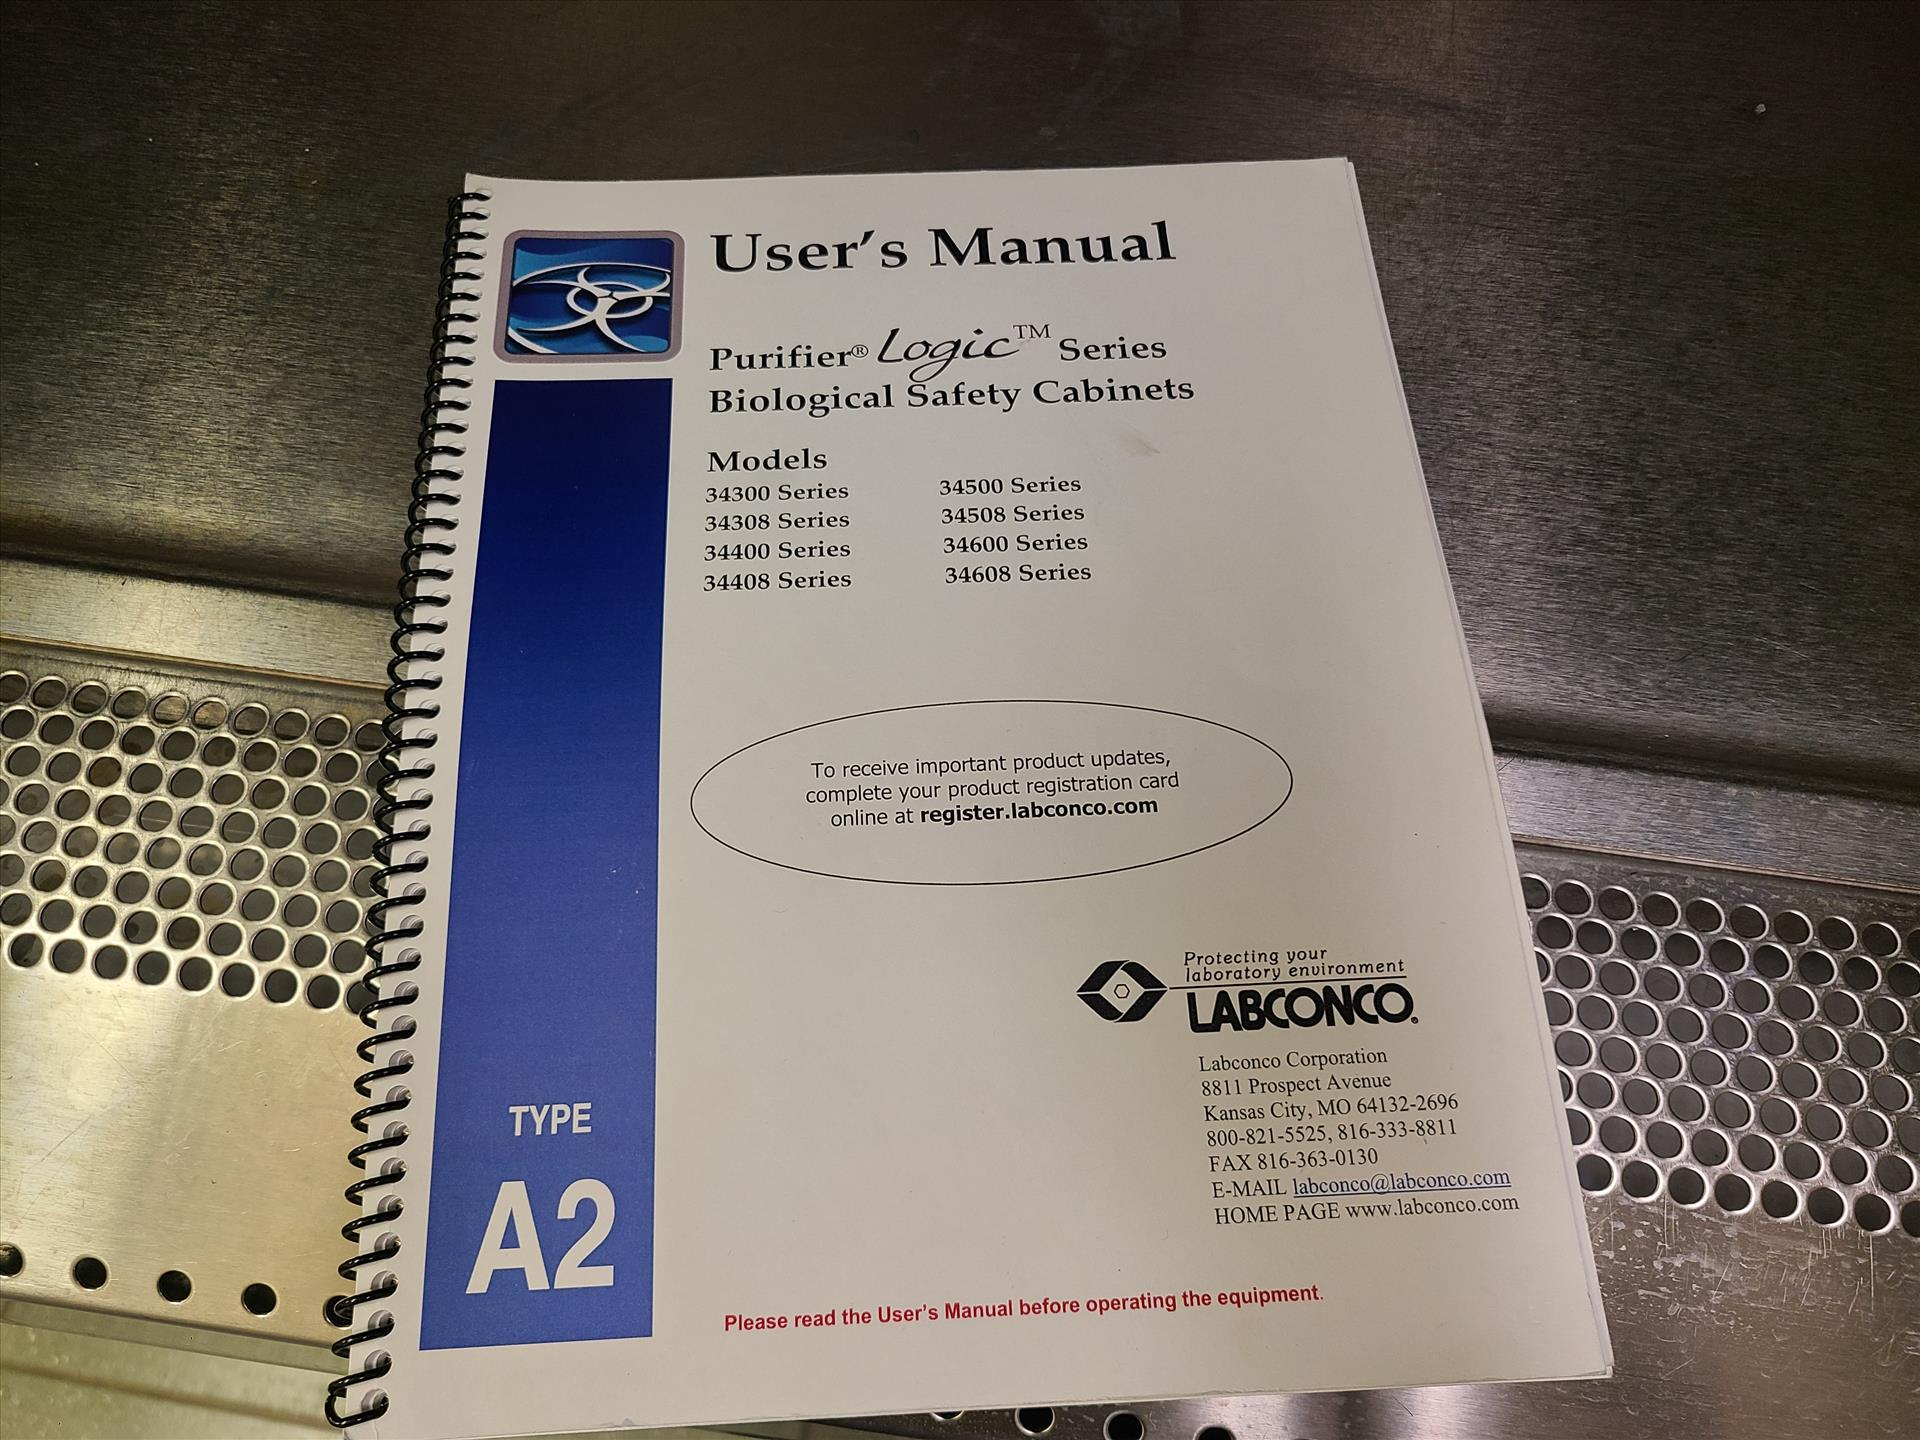 User's Manual
Purifier® Logic™ Series
Biological Safety Cabinets
Models
34300 Series
34308 Series
34400 Series
34408 Series
34500 Series
34508 Series
34600 Series
34608 Series
To receive important product updates,
complete your product registration card
online at register.labconco.com
Protecting your
laboratory environment
LABCONCO®
Labconco Corporation
8811 Prospect Avenue
Kansas City, MO 64132-2696
800-821-5525, 816-333-8811
FAX 816-363-0130
E-MAIL labconco@labconco.com
HOME PAGE www.labconco.com
TYPE
A2
Please read the User's Manual before operating the equipment.